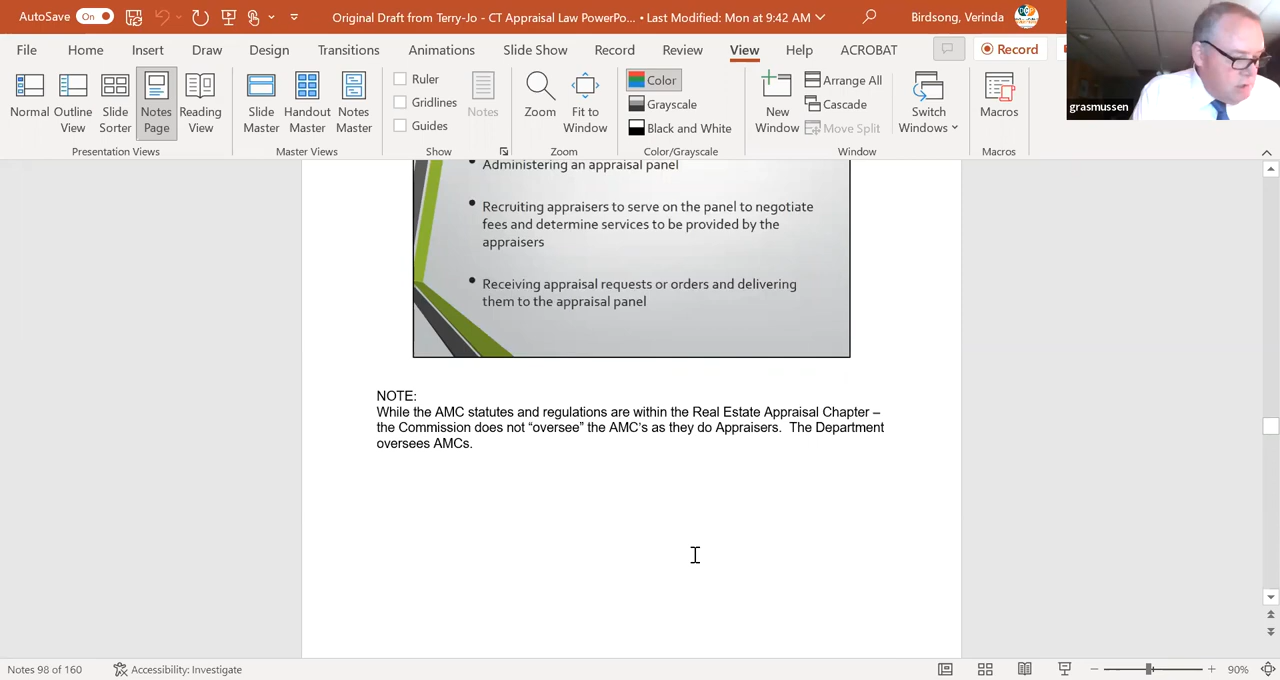 AutoSave On Original Draft from Terry-Jo - CT Appraisal Law PowerPo... • Last Modified: Mon at 9:42 AM Birdsong, Verinda
File Home Insert Draw Design Transitions Animations Slide Show Record Review View Help ACROBAT Record
Normal Outline View Slide Sorter Notes Page Reading View
Presentation Views
Slide Master Handout Master Notes Master
Master Views
Ruler
Gridlines
Guides
Notes
Show
Zoom Fit to Window
Zoom
Color
Grayscale
Black and White
Color/Grayscale
New Window
Arrange All
Cascade
Move Split
Switch Windows
Window
Macros
Macros
grasmussen
• Administering an appraisal panel
• Recruiting appraisers to serve on the panel to negotiate
fees and determine services to be provided by the
appraisers
• Receiving appraisal requests or orders and delivering
them to the appraisal panel
NOTE:
While the AMC statutes and regulations are within the Real Estate Appraisal Chapter –
the Commission does not “oversee” the AMC’s as they do Appraisers. The Department
oversees AMCs.
Notes 98 of 160 Accessibility: Investigate 90%